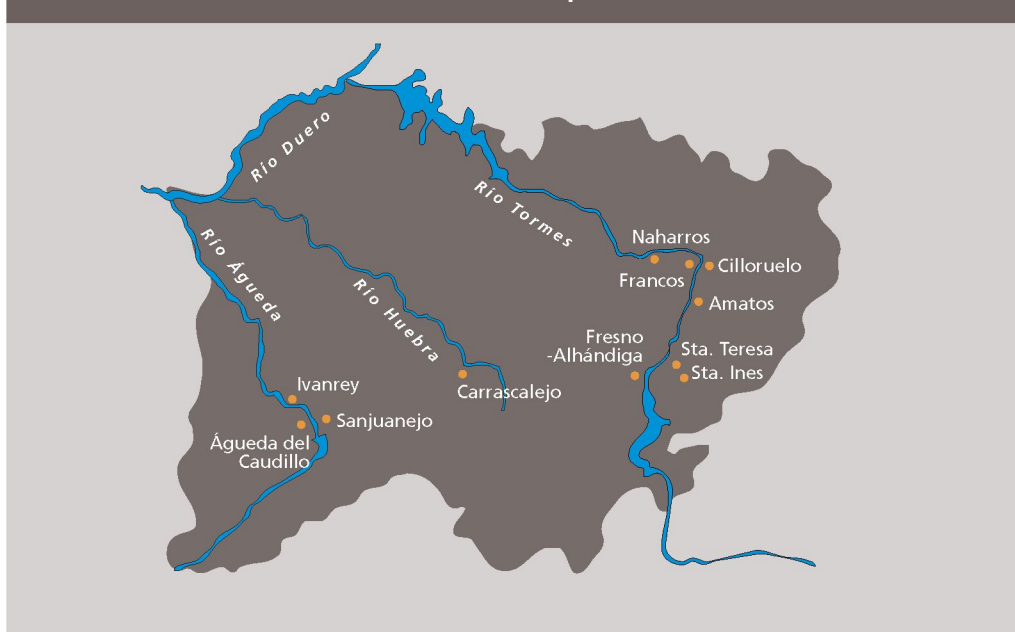 Río Duero
Río Tormes
Naharros
Río Águeda
Cilloruelo
Francos
Río Huebra
Amatos
Fresno
-Alhándiga
Sta. Teresa
Sta. Ines
Ivanrey
Carrascalejo
Sanjuanejo
Águeda del
Caudillo